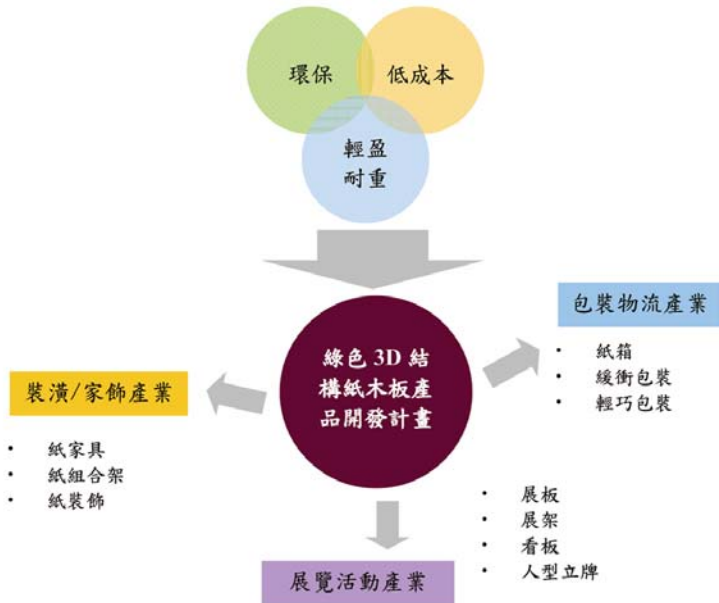 環保
低成本
輕盈
耐重
綠色 3D 結
構紙木板產
品開發計畫
包裝物流產業
• 紙箱
• 緩衝包裝
• 輕巧包裝
裝潢/家飾產業
• 紙家具
• 紙組合架
• 紙裝飾
• 展板
• 展架
• 看板
• 人型立牌
展覽活動產業